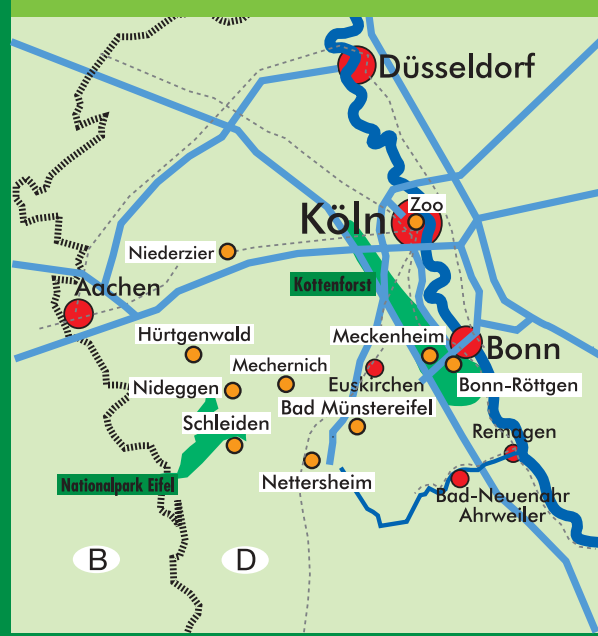 Düsseldorf
Zoo
Köln
Niederzier
Kottenforst
Aachen
Hürtgenwald
Meckenheim
Bonn
Mechernich
Nideggen
Euskirchen
Bonn-Röttgen
Bad Münstereifel
Schleiden
Remagen
Nettersheim
Nationalpark Eifel
Bad-Neuenahr
Ahrweiler
B
D